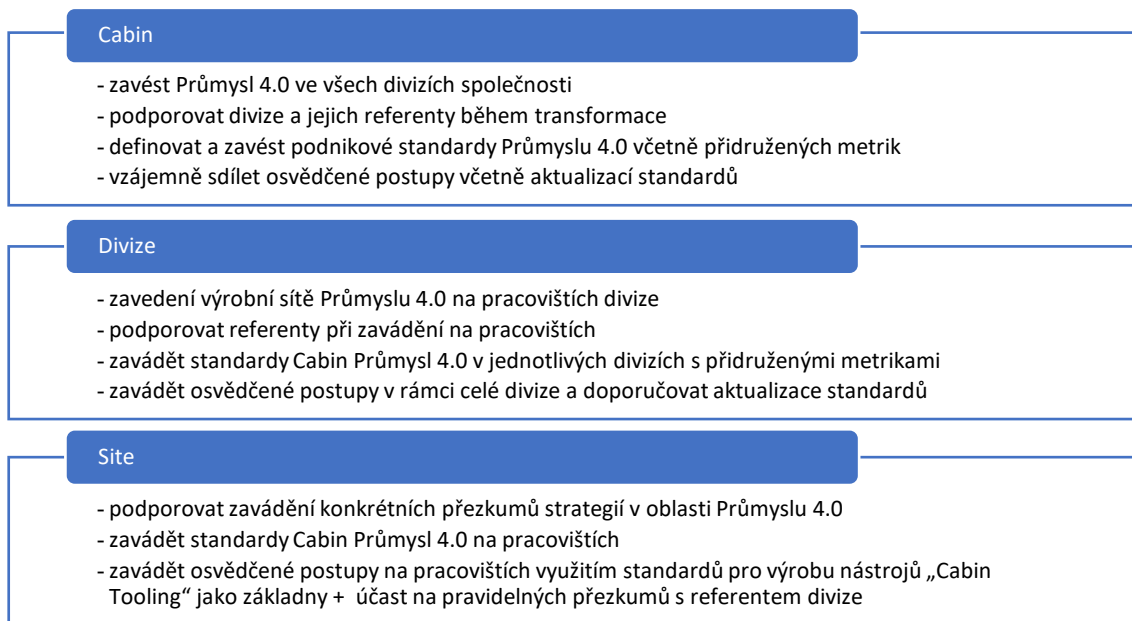 Cabin
- zavést Průmysl 4.0 ve všech divizích společnosti
- podporovat divize a jejich referenty během transformace
- definovat a zavést podnikové standardy Průmyslu 4.0 včetně přidružených metrik
- vzájemně sdílet osvědčené postupy včetně aktualizací standardů
Divize
- zavedení výrobní sítě Průmyslu 4.0 na pracovištích divize
- podporovat referenty při zavádění na pracovištích
- zavádět standardy Cabin Průmysl 4.0 v jednotlivých divizích s přidruženými metrikami
- zavádět osvědčené postupy v rámci celé divize a doporučovat aktualizace standardů
Site
- podporovat zavádění konkrétních přezkumů strategií v oblasti Průmyslu 4.0
- zavádět standardy Cabin Průmysl 4.0 na pracovištích
- zavádět osvědčené postupy na pracovištích využitím standardů pro výrobu nástrojů „Cabin
Tooling“ jako základny + účast na pravidelných přezkumů s referentem divize